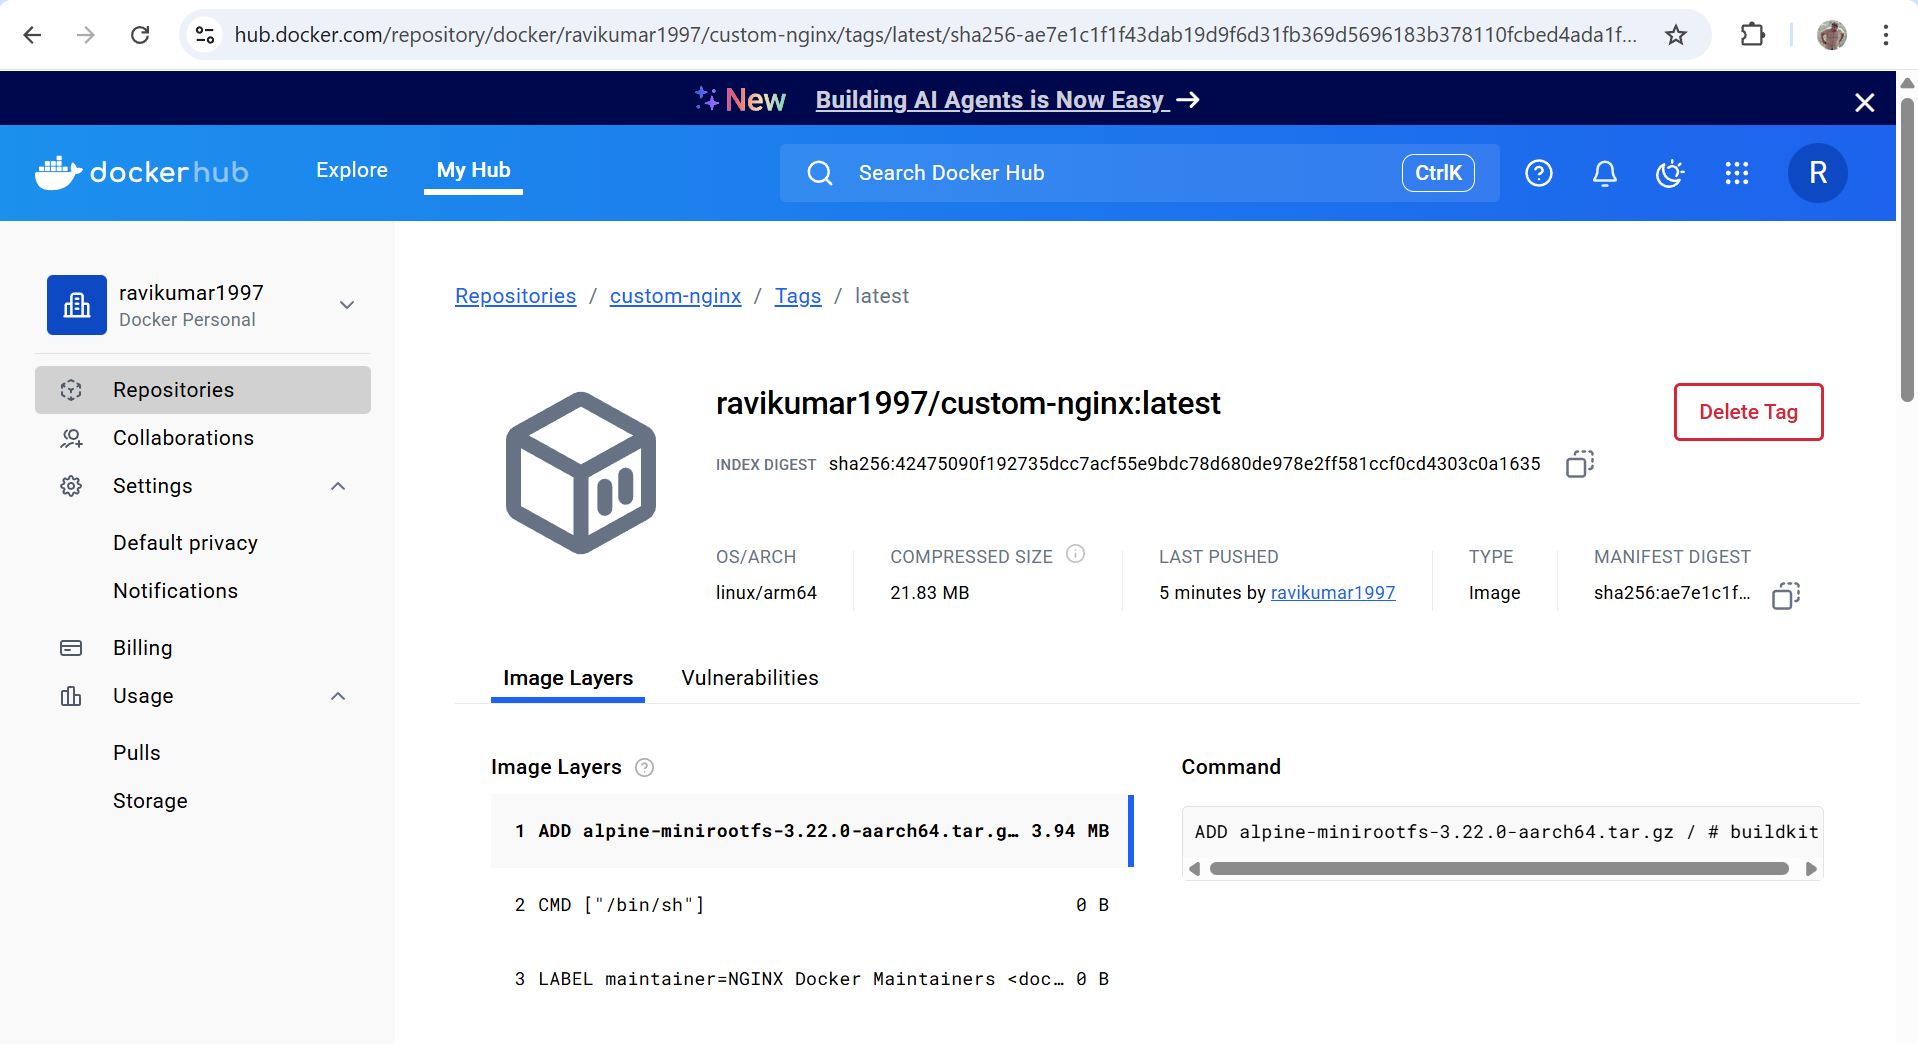 hub.docker.com/repository/docker/ravikumar1997/custom-nginx/tags/latest/sha256-ae7e1c1f1f43dab19d9f6d31fb369d5696183b378110fcbed4ada1f...
New Building AI Agents is Now Easy →
dockerhub Explore My Hub Search Docker Hub CtrlK R
ravikumar1997
Docker Personal
Repositories
Collaborations
Settings
Default privacy
Notifications
Billing
Usage
Pulls
Storage
Repositories / custom-nginx / Tags / latest
ravikumar1997/custom-nginx:latest
Delete Tag
INDEX DIGEST sha256:42475090f192735dcc7acf55e9bdc78d680de978e2ff581ccf0cd4303c0a1635
OS/ARCH COMPRESSED SIZE LAST PUSHED TYPE MANIFEST DIGEST
linux/arm64 21.83 MB 5 minutes by ravikumar1997 Image sha256:ae7e1c1f...
Image Layers Vulnerabilities
Image Layers
1 ADD alpine-minirootfs-3.22.0-aarch64.tar.g… 3.94 MB
2 CMD ["/bin/sh"] 0 B
3 LABEL maintainer=NGINX Docker Maintainers <doc… 0 B
Command
ADD alpine-minirootfs-3.22.0-aarch64.tar.gz / # buildkit